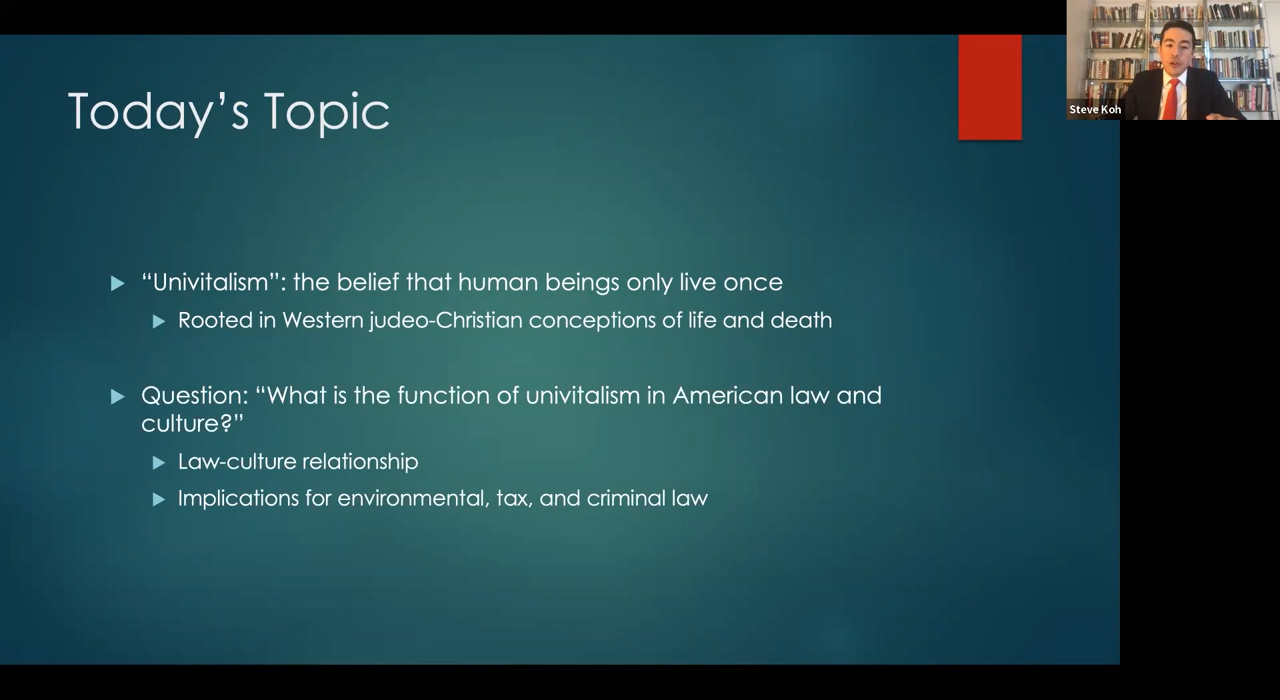 Today’s Topic
Steve Koh
“Univitalism”: the belief that human beings only live once
Rooted in Western judeo-Christian conceptions of life and death
Question: “What is the function of univitalism in American law and
culture?”
Law-culture relationship
Implications for environmental, tax, and criminal law